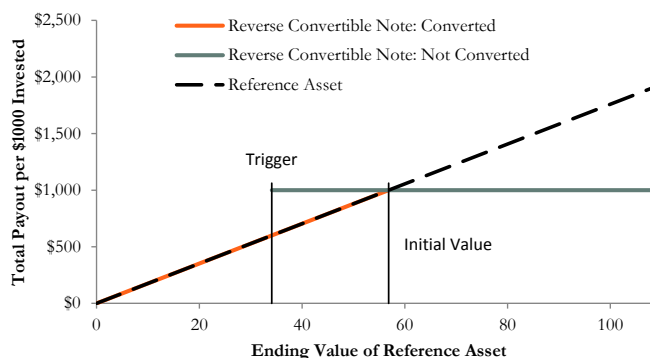 $2,500
$2,000
$1,500
$1,000
$500
$0
Total Payout per $1000 Invested
Reverse Convertible Note: Converted
Reverse Convertible Note: Not Converted
Reference Asset
Trigger
Initial Value
0 20 40 60 80 100
Ending Value of Reference Asset